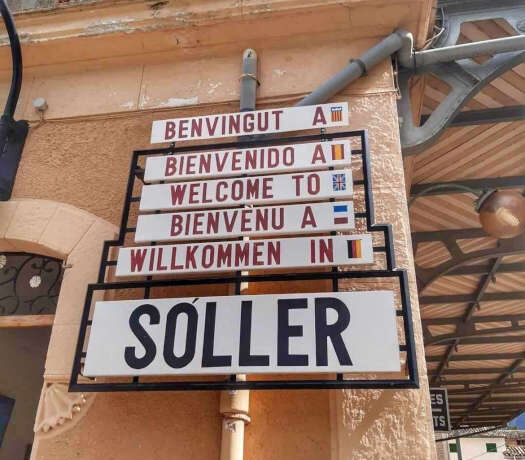 BENVINGUT A
BIENVENIDO A
WELCOME TO
BIENVENU A
WILLKOMMEN IN
SÓLLER